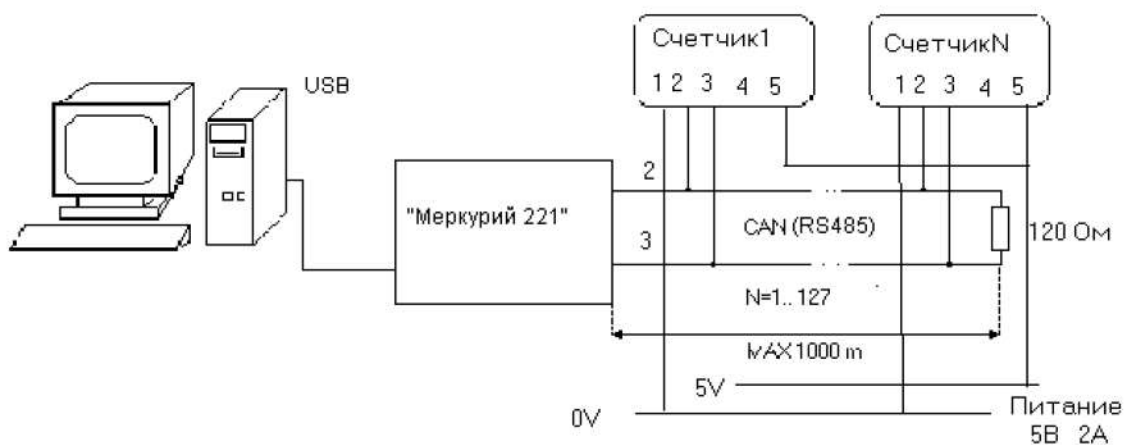 Счетчик1
СчетчикN
1 2 3 4 5
1 2 3 4 5
USB
2
"Меркурий 221"
CAN (RS485)
120 Ом
3
N=1.. 127
MAX 1000 m
5V
0V
Питание
5В 2А